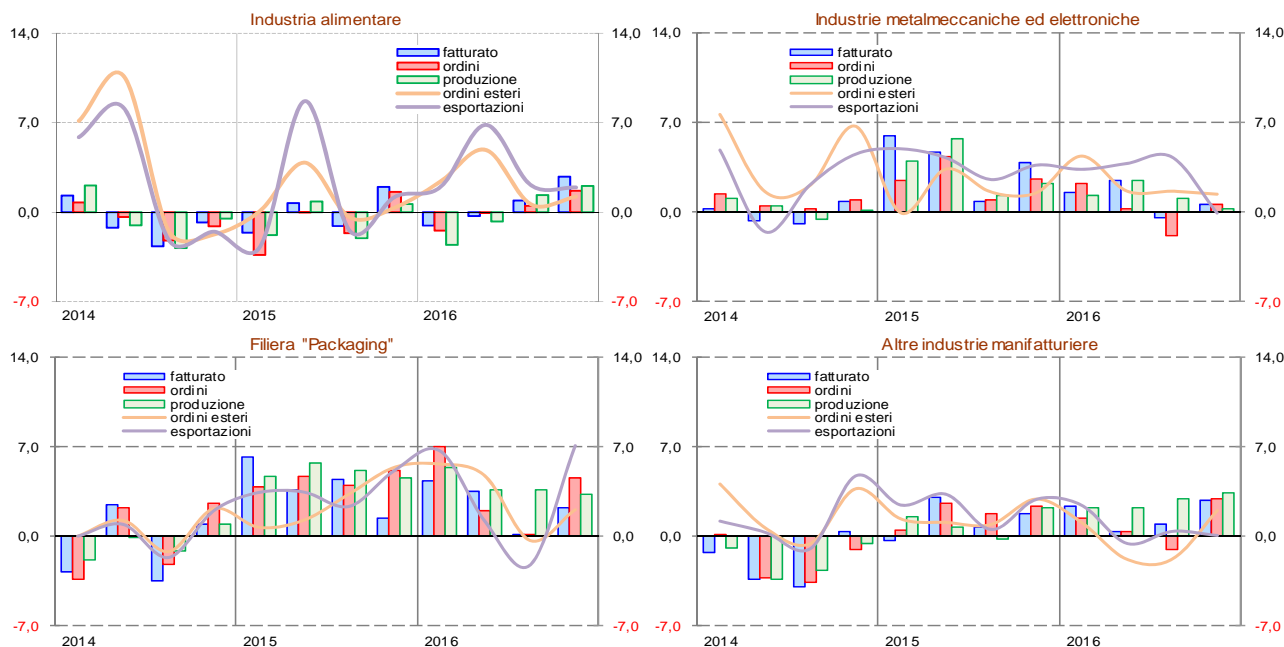 Industria alimentare
14,0
14,0
fatturato
ordini
produzione
ordini esteri
esportazioni
7,0
7,0
0,0
0,0
-7,0
-7,0
2014
2015
2016
Industrie metalmeccaniche ed elettroniche
14,0
14,0
fatturato
ordini
produzione
ordini esteri
esportazioni
7,0
7,0
0,0
0,0
-7,0
-7,0
2014
2015
2016
Filiera "Packaging"
14,0
14,0
fatturato
ordini
produzione
ordini esteri
esportazioni
7,0
7,0
0,0
0,0
-7,0
-7,0
2014
2015
2016
Altre industrie manifatturiere
14,0
14,0
fatturato
ordini
produzione
ordini esteri
esportazioni
7,0
7,0
0,0
0,0
-7,0
-7,0
2014
2015
2016